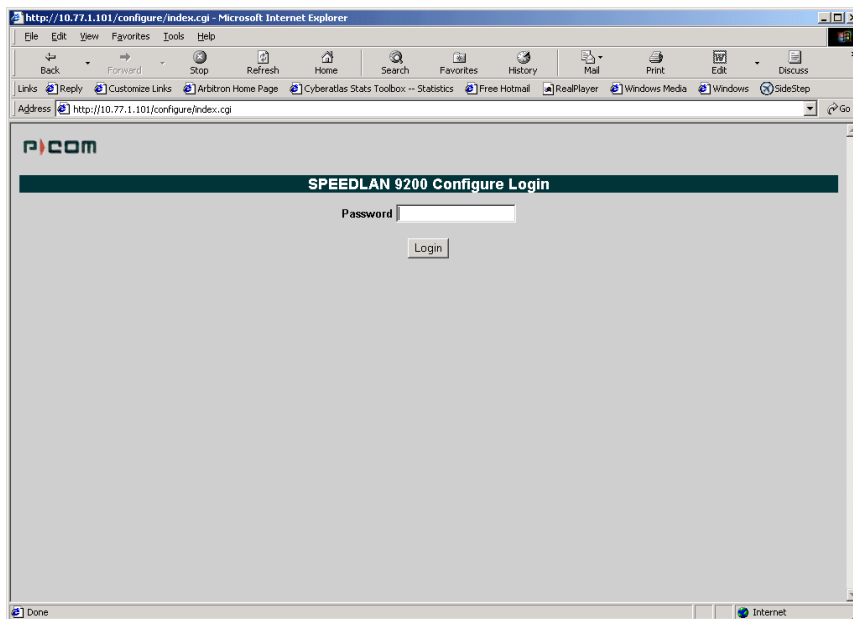 http://10.77.1.101/configure/index.cgi - Microsoft Internet Explorer
File Edit View Favorites Tools Help
Back Forward Stop Refresh Home Search Favorites History Mail Print Edit Discuss
Links Reply Customize Links Arbitron Home Page Cyberatlas Stats Toolbox -- Statistics Free Hotmail RealPlayer Windows Media Windows SideStep
Address http://10.77.1.101/configure/index.cgi Go
p)com
SPEEDLAN 9200 Configure Login
Password
Login
Done Internet